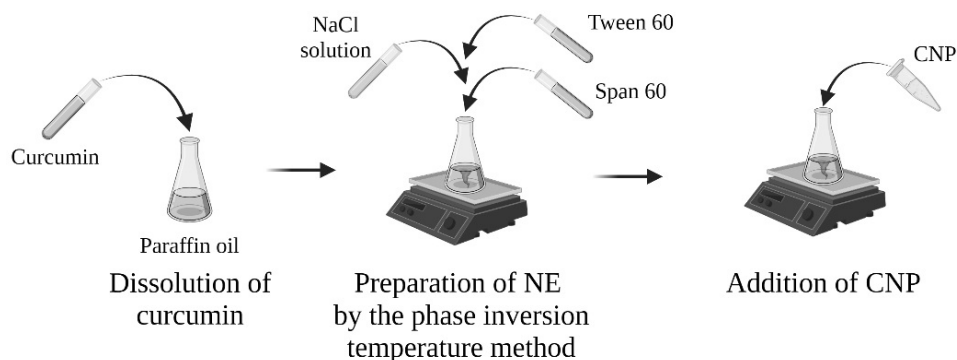 Curcumin
Paraffin oil
Dissolution of
curcumin
NaCl
solution
Tween 60
Span 60
Preparation of NE
by the phase inversion
temperature method
CNP
Addition of CNP